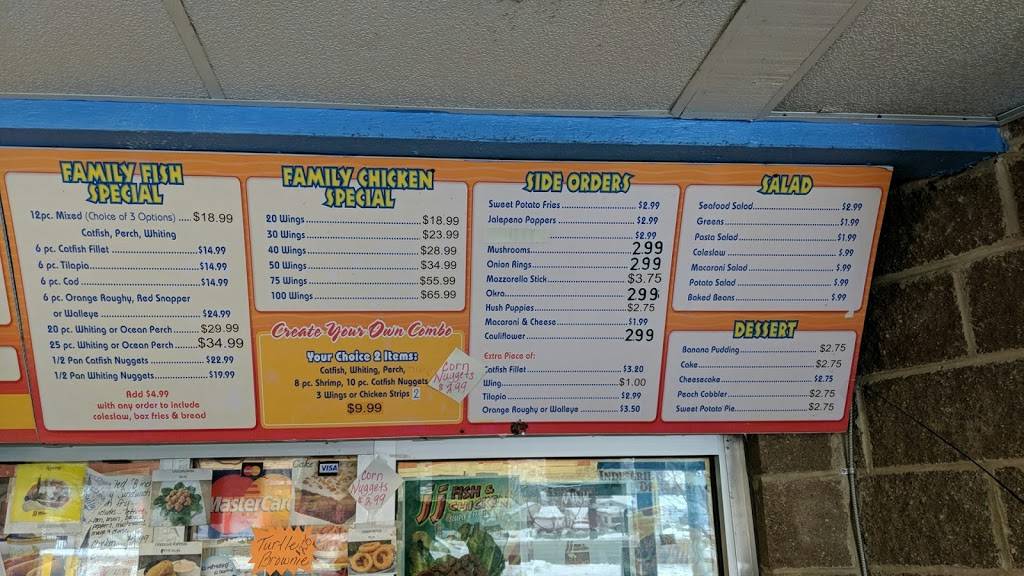 FAMILY FISH
SPECIAL
12pc. Mixed (Choice of 3 Options) ..... $18.99
Catfish, Perch, Whiting
6 pc. Catfish Fillet ..... $14.99
6 pc. Tilapia ..... $14.99
6 pc. Cod ..... $14.99
6 pc. Orange Roughy, Red Snapper
or Walleye ..... $24.99
20 pc. Whiting or Ocean Perch ..... $29.99
25 pc. Whiting or Ocean Perch ..... $34.99
1/2 Pan Catfish Nuggets ..... $22.99
1/2 Pan Whiting Nuggets ..... $19.99
Add $4.99
with any order to include
coleslaw, box fries & bread
FAMILY CHICKEN
SPECIAL
20 Wings ..... $18.99
30 Wings ..... $23.99
40 Wings ..... $28.99
50 Wings ..... $34.99
75 Wings ..... $55.99
100 Wings ..... $65.99
Create Your Own Combo
Your Choice 2 Items:
Catfish, Whiting, Perch,
8 pc. Shrimp, 10 pc. Catfish Nuggets
3 Wings or Chicken Strips 2
$9.99
Corn
Nuggets
$3.99
SIDE ORDERS
Sweet Potato Fries ..... $2.99
Jalapeno Poppers ..... $2.99
..... $2.99
Mushrooms ..... 2.99
Onion Rings ..... 2.99
Mozzarella Stick ..... $3.75
Okra ..... 2.99
Hush Puppies ..... $2.75
Macaroni & Cheese ..... $1.99
Cauliflower ..... 2.99
Extra Piece of:
Catfish Fillet ..... $3.20
Wing ..... $1.00
Tilapia ..... $2.99
Orange Roughy or Walleye ..... $3.50
SALAD
Seafood Salad ..... $2.99
Greens ..... $1.99
Pasta Salad ..... $1.99
Coleslaw ..... $.99
Macaroni Salad ..... $.99
Potato Salad ..... $.99
Baked Beans ..... $.99
DESSERT
Banana Pudding ..... $2.75
Cake ..... $2.75
Cheesecake ..... $2.75
Peach Cobbler ..... $2.75
Sweet Potato Pie ..... $2.75
MasterCard
Cake
VISA
Corn
Nuggets
$3.99
Turtle
Brownie
JJ FISH &
CHICKEN